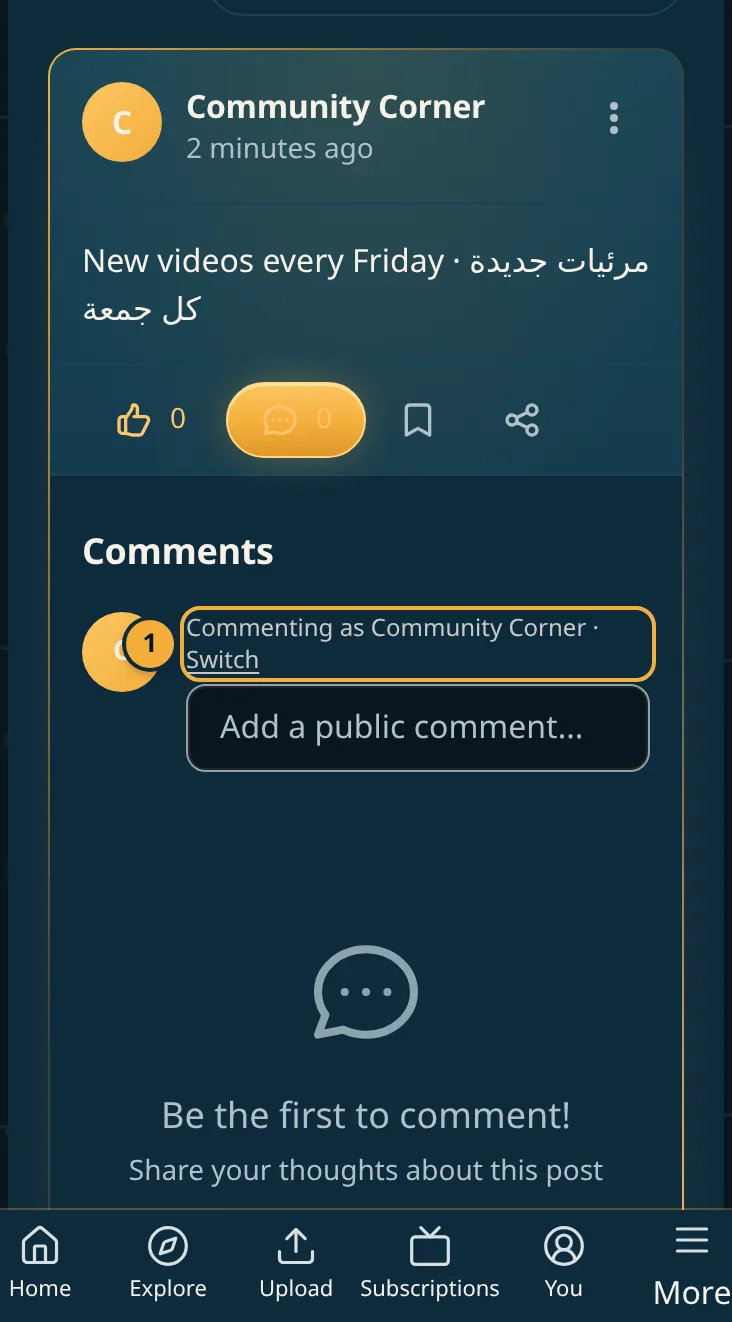 C
Community Corner
2 minutes ago
New videos every Friday · مرئيات جديدة
كل جمعة
0
0
Comments
1
Commenting as Community Corner ·
Switch
Add a public comment...
Be the first to comment!
Share your thoughts about this post
Home
Explore
Upload
Subscriptions
You
More